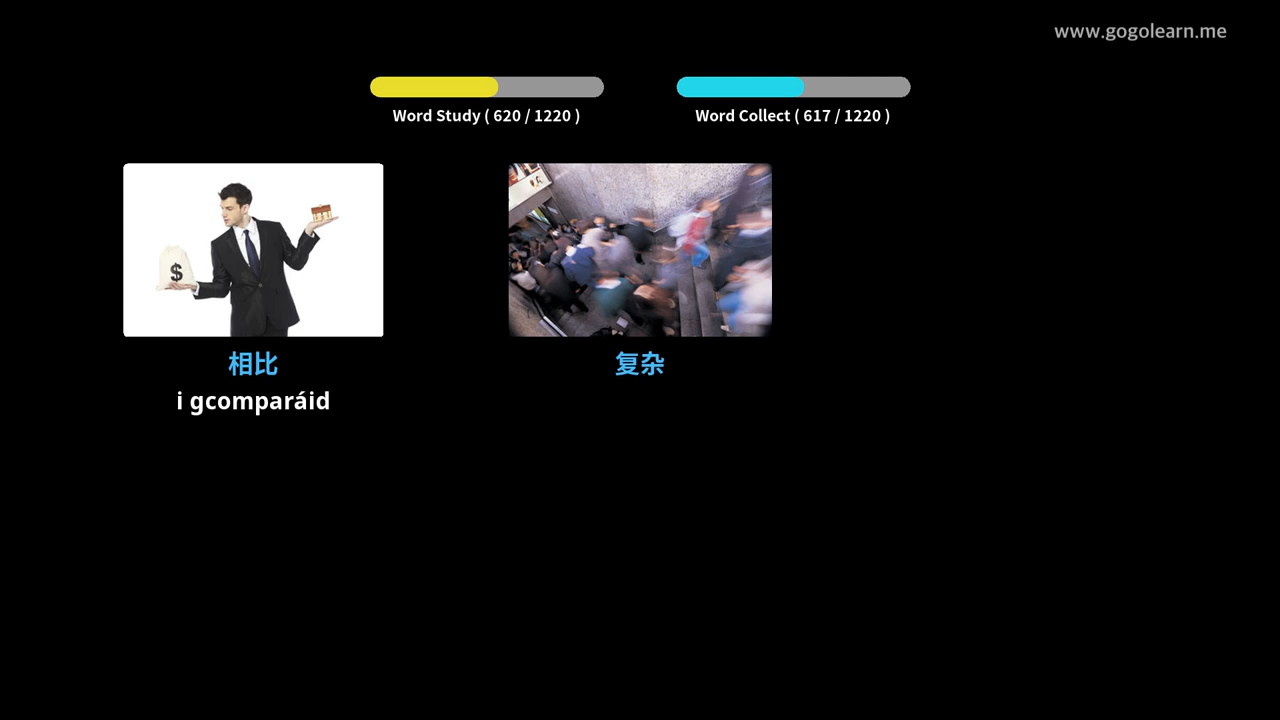 www.gogolearn.me
Word Study ( 620 / 1220 )
Word Collect ( 617 / 1220 )
$
相比
复杂
i gcomparáid